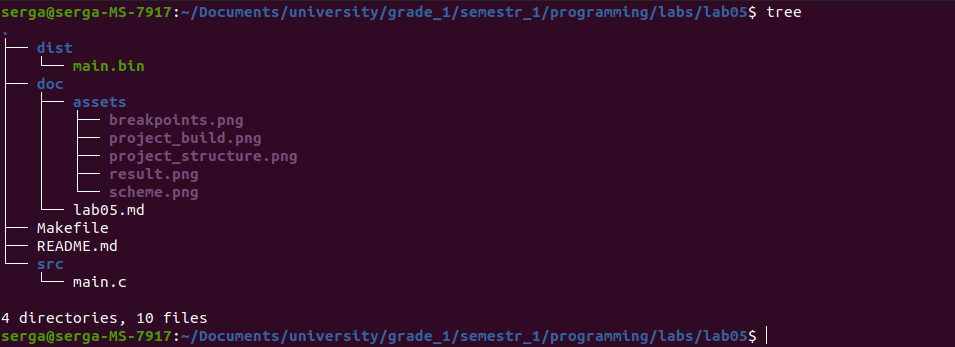 serga@serga-MS-7917:~/Documents/university/grade_1/semestr_1/programming/labs/lab05$ tree
.
├── dist
│   └── main.bin
├── doc
│   ├── assets
│   │   ├── breakpoints.png
│   │   ├── project_build.png
│   │   ├── project_structure.png
│   │   ├── result.png
│   │   └── scheme.png
│   └── lab05.md
├── Makefile
├── README.md
└── src
    └── main.c

4 directories, 10 files
serga@serga-MS-7917:~/Documents/university/grade_1/semestr_1/programming/labs/lab05$